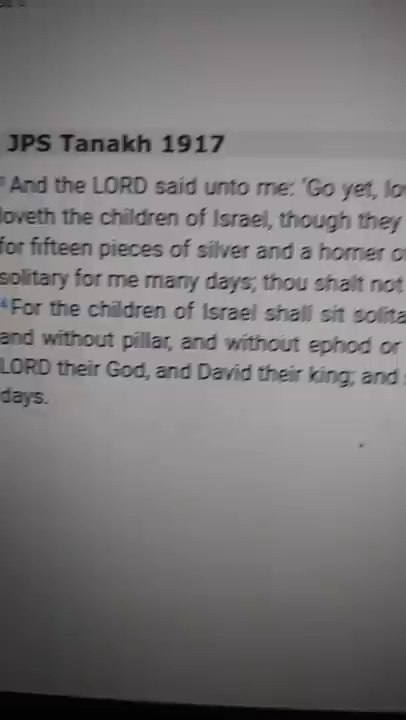 JPS Tanakh 1917
And the LORD said unto me: 'Go yet, lo
loveth the children of Israel, though they
for fifteen pieces of silver and a homer o
solitary for me many days; thou shalt not
4For the children of Israel shall sit solita
and without pillar, and without ephod or
LORD their God, and David their king; and
days.